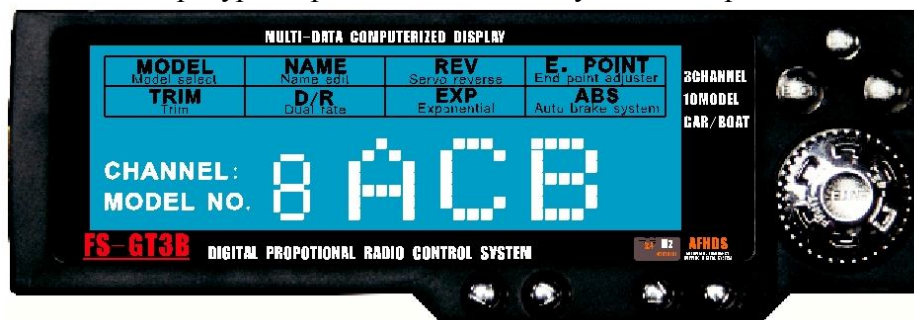 MULTI-DATA COMPUTERIZED DISPLAY
MODEL NAME REV E. POINT
Model select Name edit Servo reverse End point adjuster
TRIM D/R EXP ABS
Trim Dual rate Exponential Auto brake system
3CHANNEL
10MODEL
CAR/BOAT
CHANNEL:
MODEL NO. 8 ACB
FS-GT3B DIGITAL PROPOTIONAL RADIO CONTROL SYSTEM
AFHDS